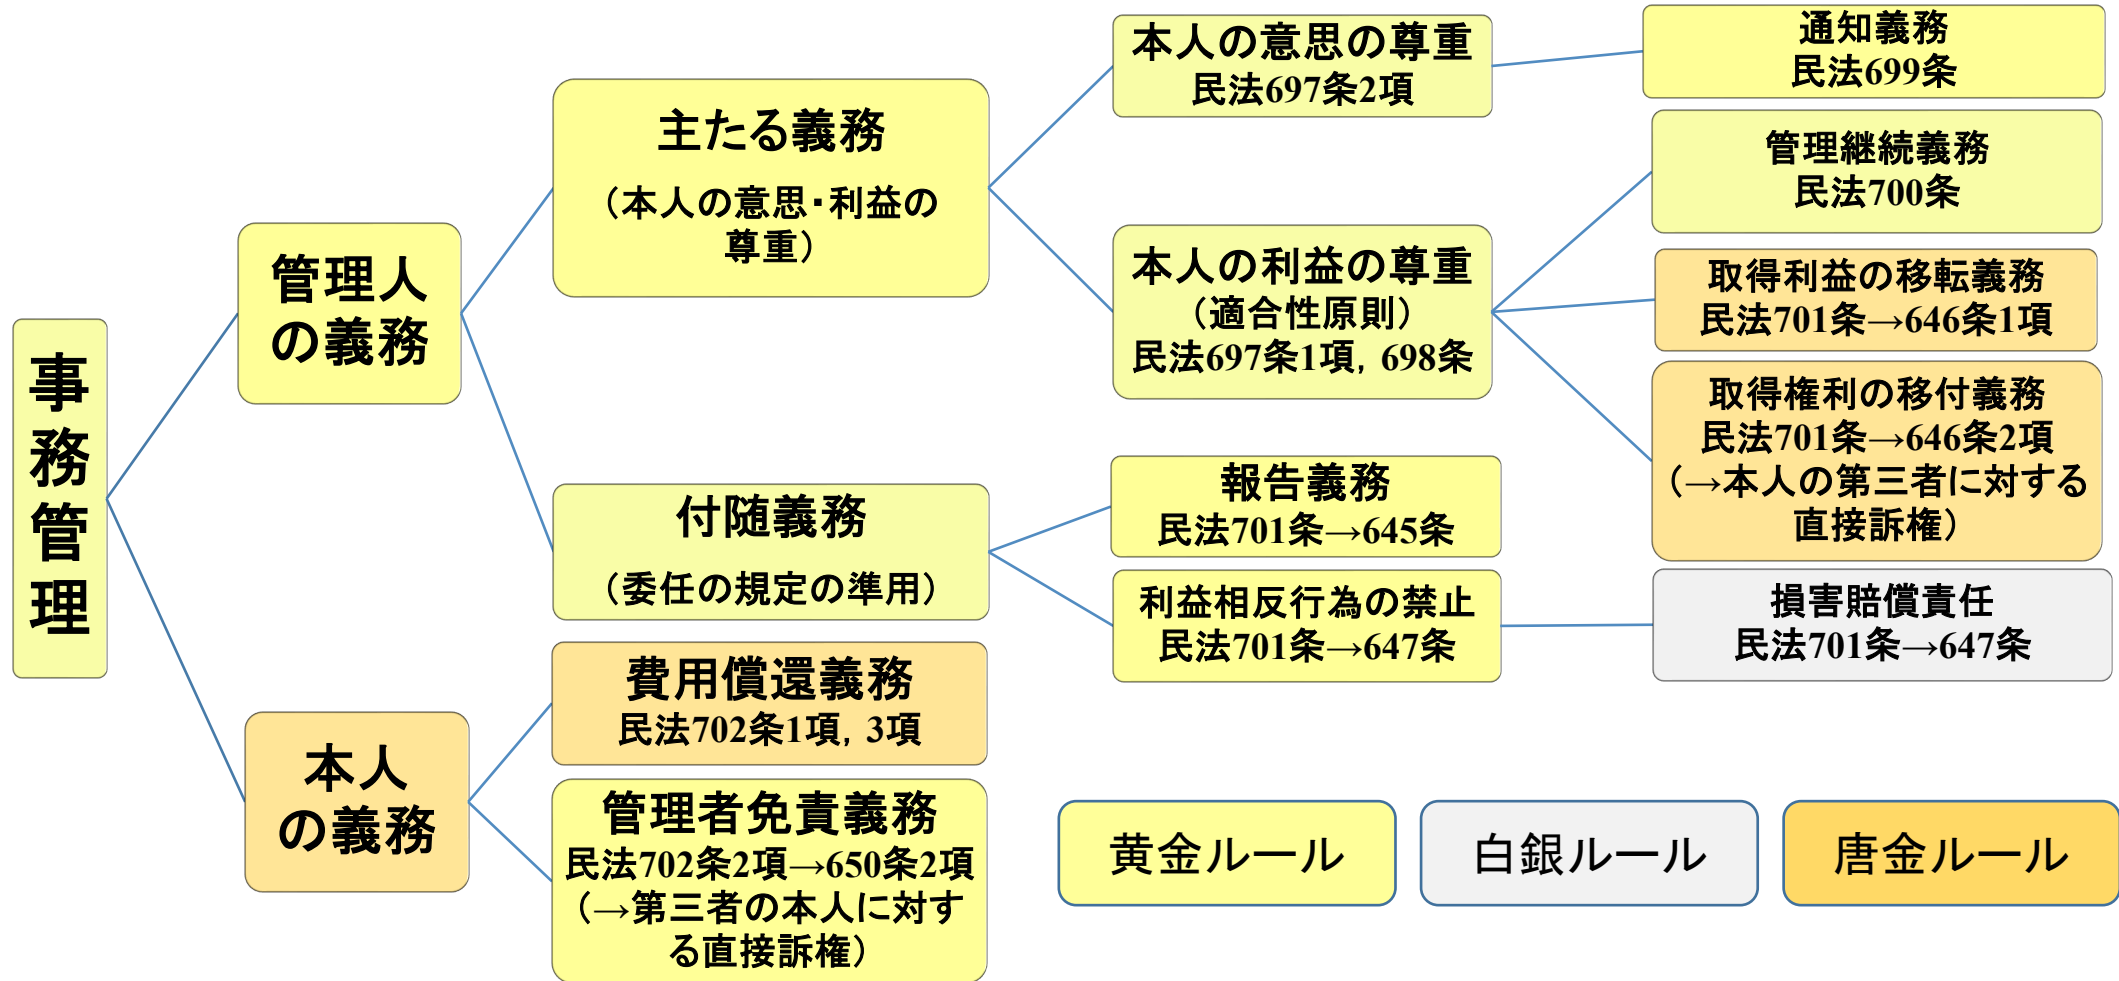 事務管理
管理人
の義務
主たる義務
（本人の意思・利益の
尊重）
本人の意思の尊重
民法697条2項
通知義務
民法699条
本人の利益の尊重
（適合性原則）
民法697条1項，698条
管理継続義務
民法700条
取得利益の移転義務
民法701条→646条1項
取得権利の移付義務
民法701条→646条2項
（→本人の第三者に対する
直接訴権）
付随義務
（委任の規定の準用）
報告義務
民法701条→645条
利益相反行為の禁止
民法701条→647条
損害賠償責任
民法701条→647条
本人
の義務
費用償還義務
民法702条1項，3項
管理者免責義務
民法702条2項→650条2項
（→第三者の本人に対す
る直接訴権）
黄金ルール
白銀ルール
唐金ルール